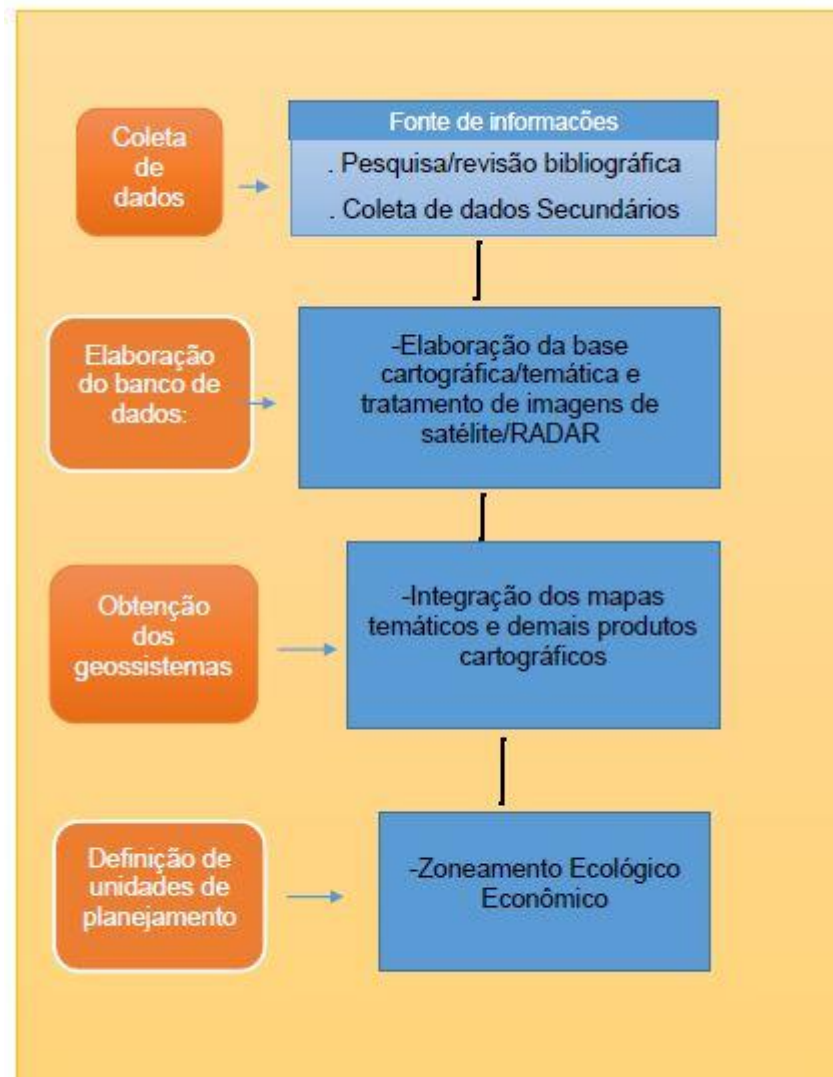 Coleta
de
dados
Fonte de informacões
. Pesquisa/revisão bibliográfica
. Coleta de dados Secundários
Elaboração
do banco de
dados:
-Elaboração da base
cartográfica/temática e
tratamento de imagens de
satélite/RADAR
Obtenção
dos
geossistemas
-Integração dos mapas
temáticos e demais produtos
cartográficos
Definição de
unidades de
planejamento
-Zoneamento Ecológico
Econômico